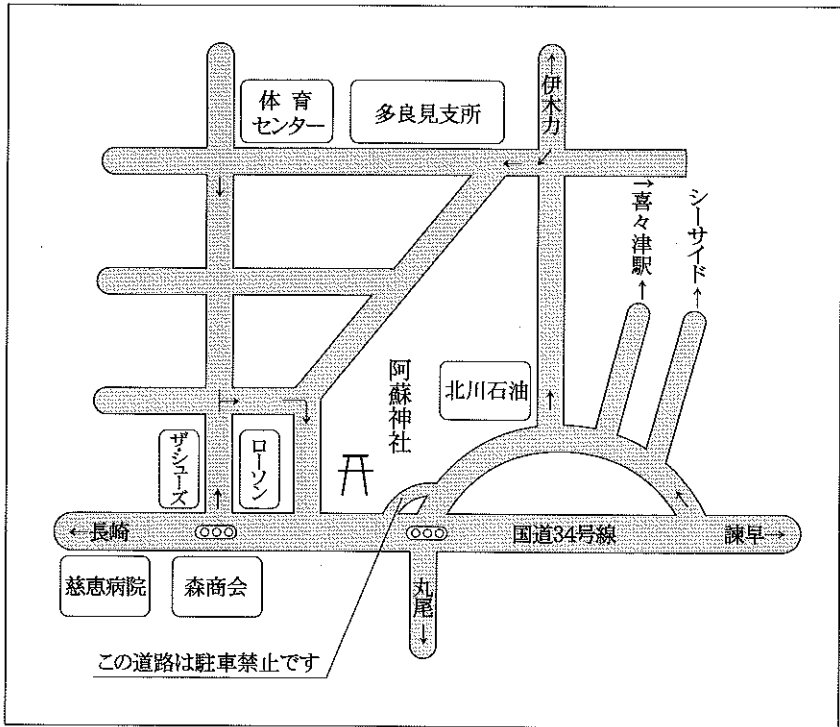 体育
センター
多良見支所
↑伊木力
→喜々津駅↑
シーサイド↑
阿蘇神社
北川石油
ザ・シューズ
ローソン
←長崎
国道34号線
諫早→
慈恵病院
森商会
丸尾↓
この道路は駐車禁止です